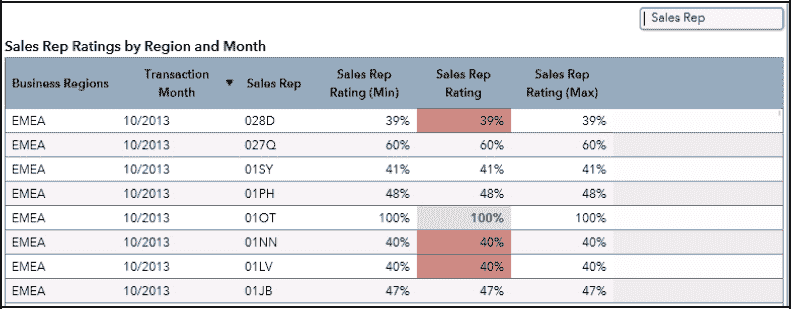 Sales Rep
Sales Rep Ratings by Region and Month
Business Regions Transaction Month Sales Rep Sales Rep Rating (Min) Sales Rep Rating Sales Rep Rating (Max)
EMEA 10/2013 028D 39% 39% 39%
EMEA 10/2013 027Q 60% 60% 60%
EMEA 10/2013 01SY 41% 41% 41%
EMEA 10/2013 01PH 48% 48% 48%
EMEA 10/2013 01OT 100% 100% 100%
EMEA 10/2013 01NN 40% 40% 40%
EMEA 10/2013 01LV 40% 40% 40%
EMEA 10/2013 01JB 47% 47% 47%